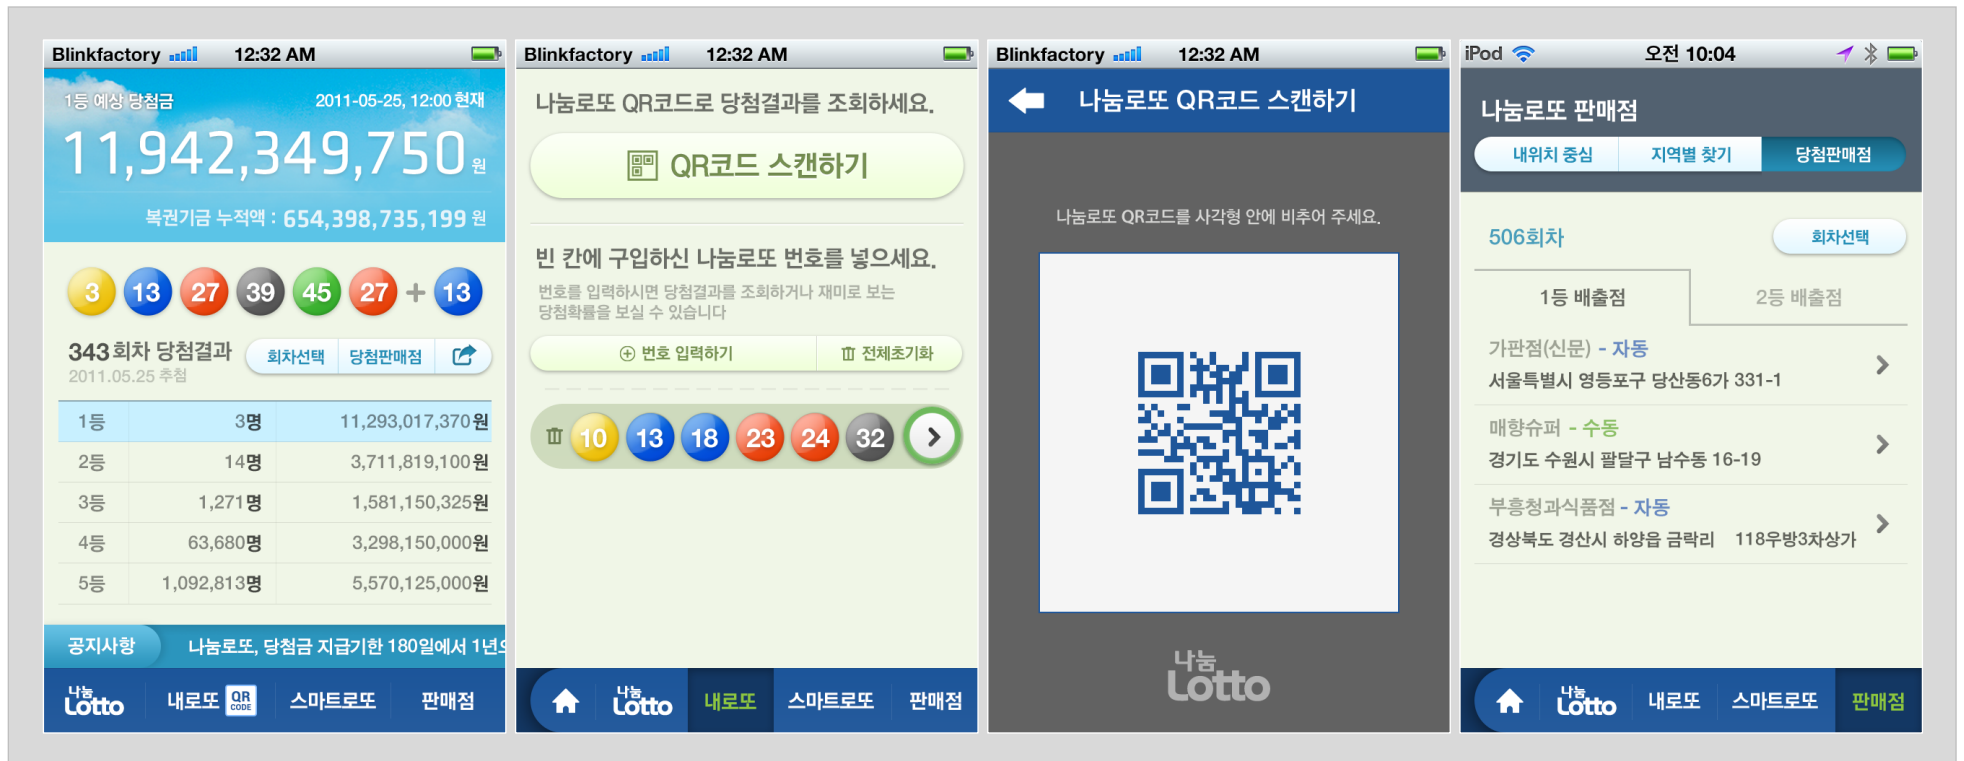 Blinkfactory 12:32 AM
1등 예상 당첨금 2011-05-25, 12:00 현재
11,942,349,750 원
복권기금 누적액 : 654,398,735,199 원
3 13 27 39 45 27 + 13
343회차 당첨결과 회차선택 당첨판매점
2011.05.25 추첨
1등 3명 11,293,017,370원
2등 14명 3,711,819,100원
3등 1,271명 1,581,150,325원
4등 63,680명 3,298,150,000원
5등 1,092,813명 5,570,125,000원
공지사항 나눔로또, 당첨금 지급기한 180일에서 1년으
나눔 Lotto 내로또 QR CODE 스마트로또 판매점
Blinkfactory 12:32 AM
나눔로또 QR코드로 당첨결과를 조회하세요.
QR코드 스캔하기
빈 칸에 구입하신 나눔로또 번호를 넣으세요.
번호를 입력하시면 당첨결과를 조회하거나 재미로 보는
당첨확률을 보실 수 있습니다
번호 입력하기 전체초기화
10 13 18 23 24 32
나눔 Lotto 내로또 스마트로또 판매점
Blinkfactory 12:32 AM
나눔로또 QR코드 스캔하기
나눔로또 QR코드를 사각형 안에 비추어 주세요.
나눔
Lotto
iPod 오전 10:04
나눔로또 판매점
내위치 중심 지역별 찾기 당첨판매점
506회차 회차선택
1등 배출점 2등 배출점
가판점(신문) - 자동
서울특별시 영등포구 당산동6가 331-1
매향슈퍼 - 수동
경기도 수원시 팔달구 남수동 16-19
부흥청과식품점 - 자동
경상북도 경산시 하양읍 금락리 118우방3차상가
나눔 Lotto 내로또 스마트로또 판매점